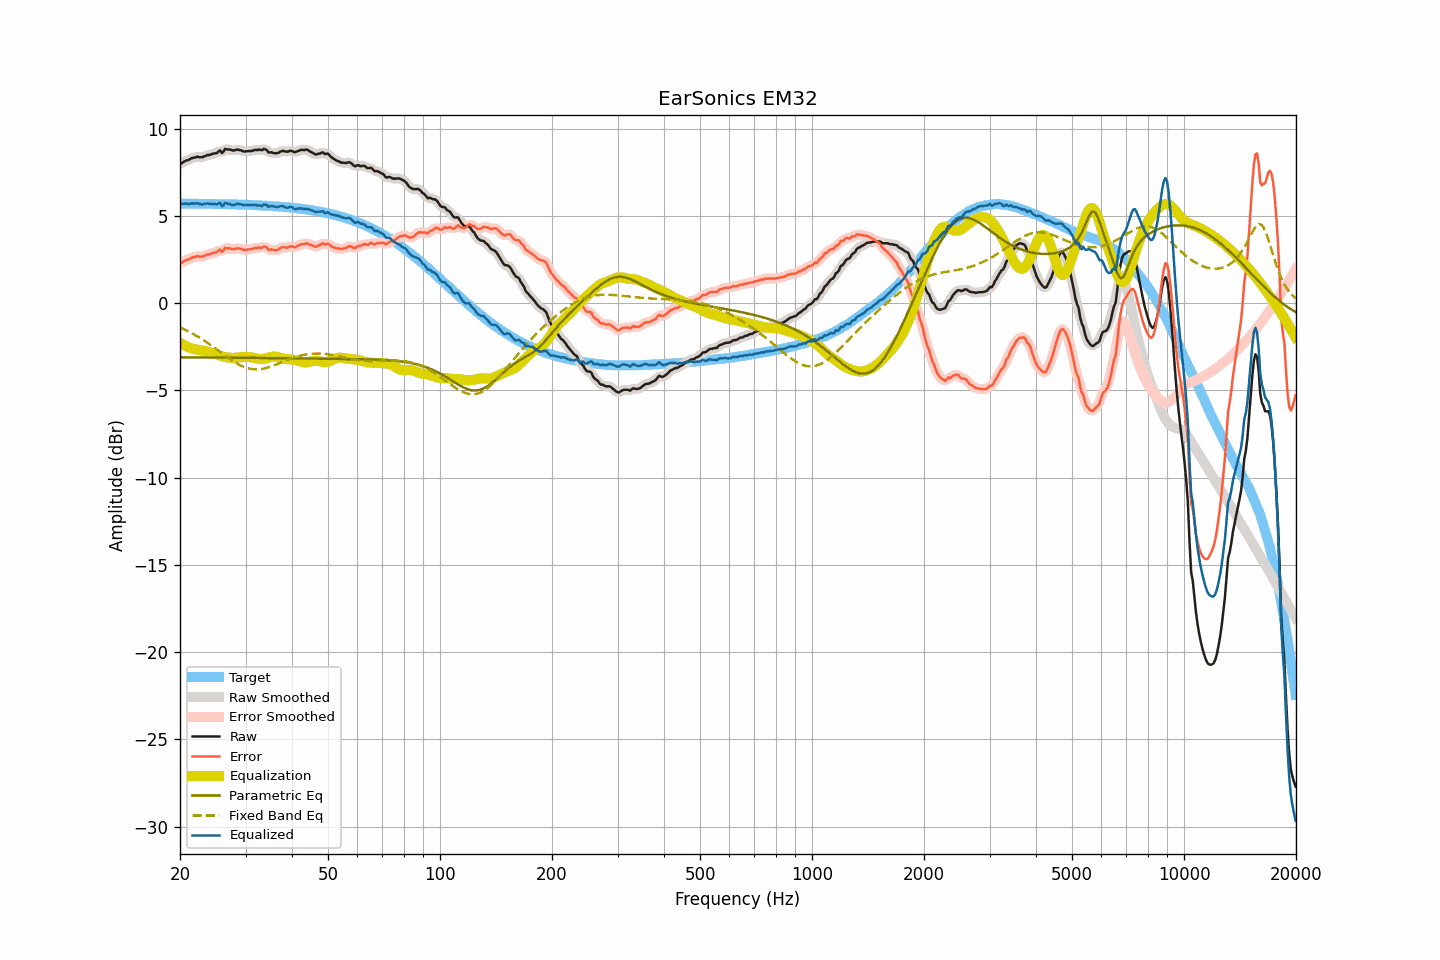 EarSonics EM32
10
5
0
−5
−10
−15
−20
−25
−30
Amplitude (dBr)
Target
Raw Smoothed
Error Smoothed
Raw
Error
Equalization
Parametric Eq
Fixed Band Eq
Equalized
20 50 100 200 500 1000 2000 5000 10000 20000
Frequency (Hz)